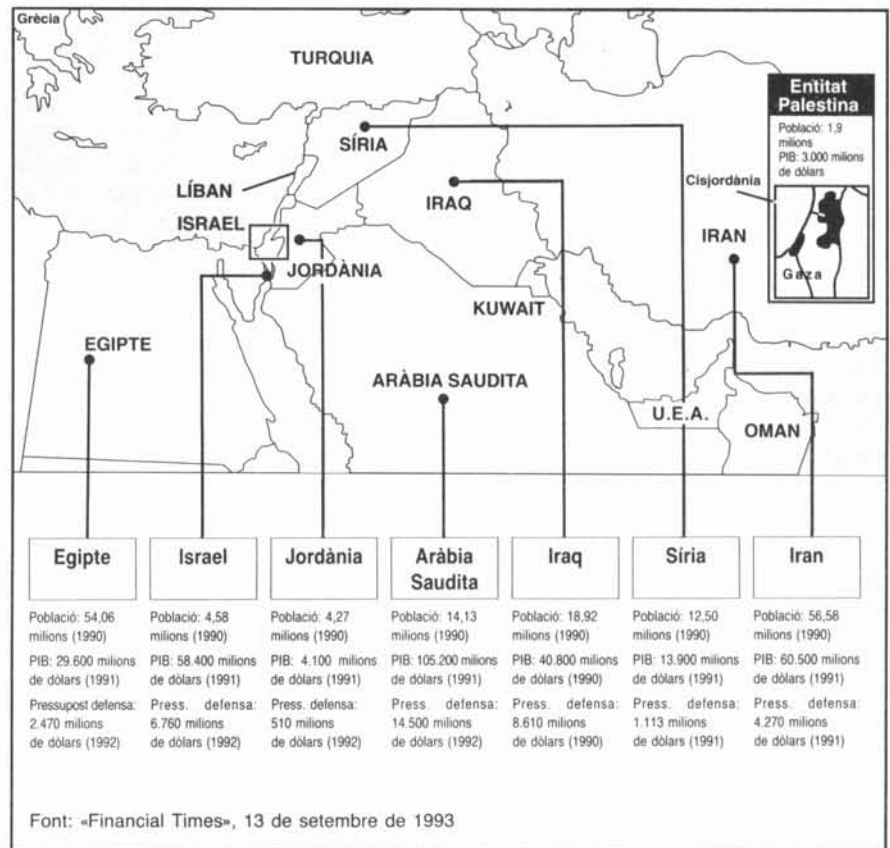 Grècia
TURQUIA
Entitat
Palestina
Població: 1,9
milions
PIB: 3.000 milions
de dòlars
Cisjordània
Gaza
SÍRIA
LÍBAN
IRAQ
ISRAEL
IRAN
JORDÀNIA
KUWAIT
EGIPTE
ARÀBIA SAUDITA
U.E.A.
OMAN
Egipte
Població: 54,06
milions (1990)
PIB: 29.600 milions
de dòlars (1991)
Pressupost defensa:
2.470 milions
de dòlars (1992)
Israel
Població: 4,58
milions (1990)
PIB: 58.400 milions
de dòlars (1991)
Press. defensa:
6.760 milions
de dòlars (1992)
Jordània
Població: 4,27
milions (1990)
PIB: 4.100 milions
de dòlars (1991)
Press. defensa:
510 milions
de dòlars (1992)
Aràbia
Saudita
Població: 14,13
milions (1990)
PIB: 105.200 milions
de dòlars (1991)
Press. defensa:
14.500 milions
de dòlars (1992)
Iraq
Població: 18,92
milions (1990)
PIB: 40.800 milions
de dòlars (1990)
Press. defensa:
8.610 milions
de dòlars (1990)
Síria
Població: 12,50
milions (1990)
PIB: 13.900 milions
de dòlars (1991)
Press. defensa:
1.113 milions
de dòlars (1991)
Iran
Població: 56,58
milions (1990)
PIB: 60.500 milions
de dòlars (1991)
Press. defensa:
4.270 milions
de dòlars (1991)
Font: «Financial Times», 13 de setembre de 1993